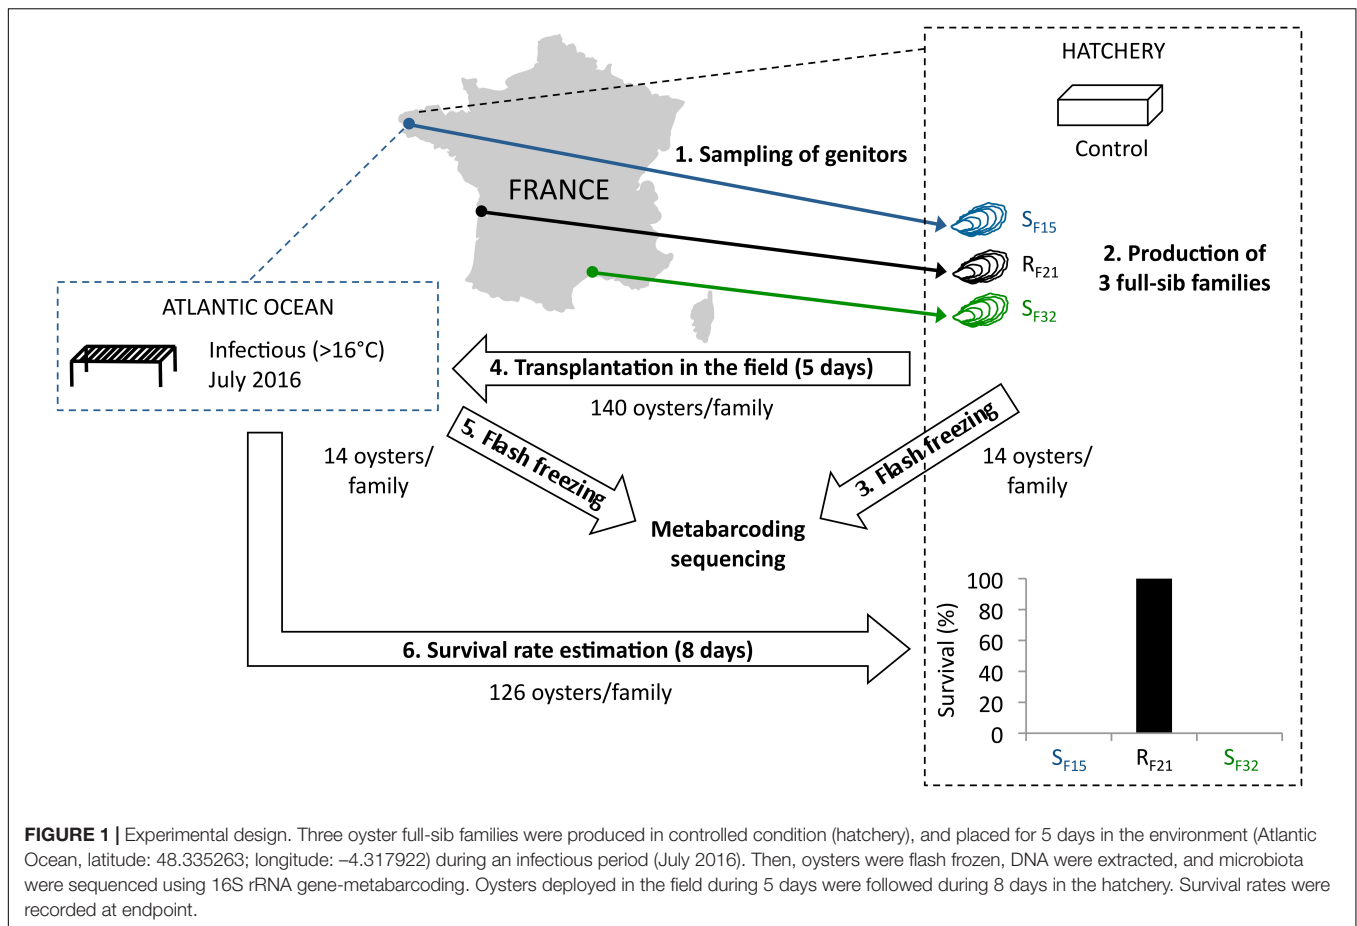 HATCHERY
Control
1. Sampling of genitors
FRANCE
S_F15
R_F21
S_F32
2. Production of
3 full-sib families
ATLANTIC OCEAN
Infectious (>16°C)
July 2016
4. Transplantation in the field (5 days)
140 oysters/family
5. Flash freezing
14 oysters/
family
3. Flash freezing
14 oysters/
family
Metabarcoding
sequencing
6. Survival rate estimation (8 days)
126 oysters/family
Survival (%)
100
80
60
40
20
0
S_F15
R_F21
S_F32
FIGURE 1 | Experimental design. Three oyster full-sib families were produced in controlled condition (hatchery), and placed for 5 days in the environment (Atlantic
Ocean, latitude: 48.335263; longitude: –4.317922) during an infectious period (July 2016). Then, oysters were flash frozen, DNA were extracted, and microbiota
were sequenced using 16S rRNA gene-metabarcoding. Oysters deployed in the field during 5 days were followed during 8 days in the hatchery. Survival rates were
recorded at endpoint.